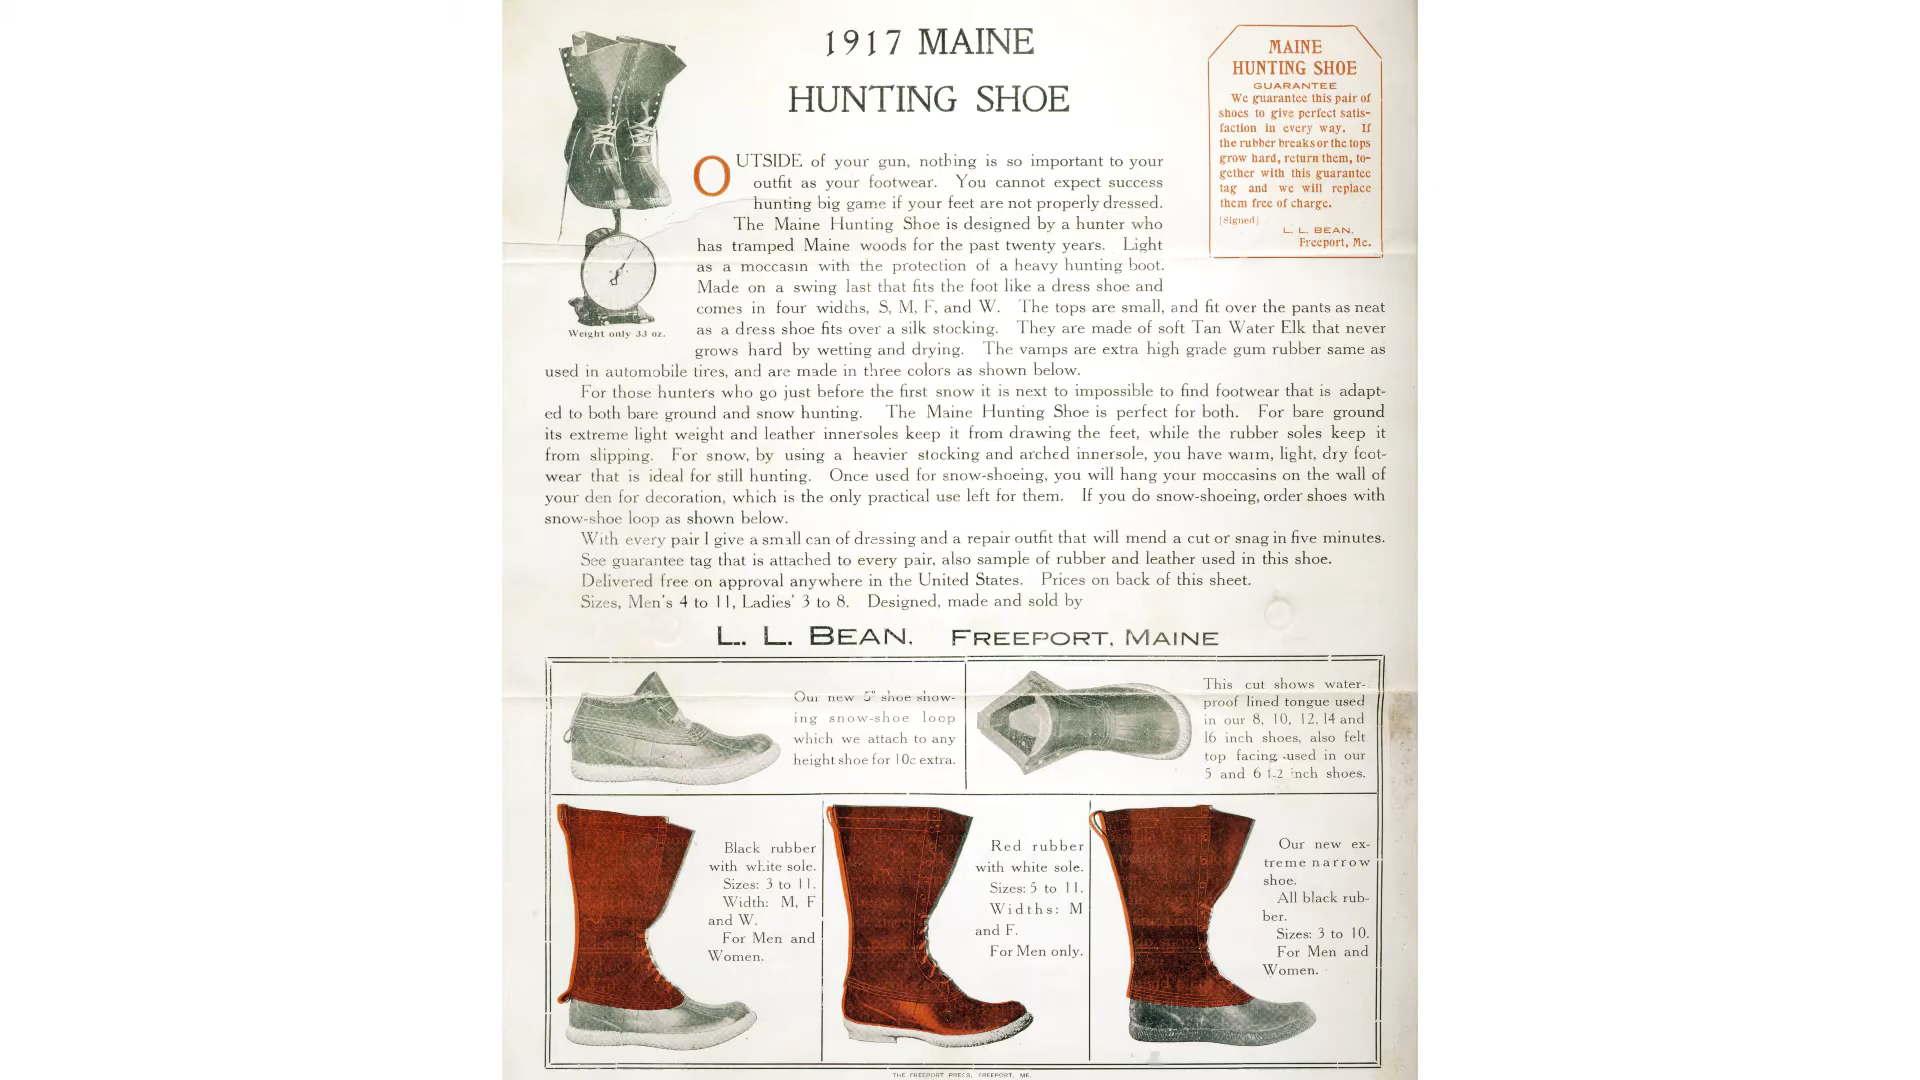 1917 MAINE
HUNTING SHOE
MAINE
HUNTING SHOE
GUARANTEE
We guarantee this pair of
shoes to give perfect satis-
faction in every way. If
the rubber breaks or the tops
grow hard, return them, to-
gether with this guarantee
tag and we will replace
them free of charge.
[Signed]
L. L. BEAN.
Freeport, Me.
Weight only 33 oz.
OUTSIDE of your gun, nothing is so important to your
outfit as your footwear. You cannot expect success
hunting big game if your feet are not properly dressed.
The Maine Hunting Shoe is designed by a hunter who
has tramped Maine woods for the past twenty years. Light
as a moccasin with the protection of a heavy hunting boot.
Made on a swing last that fits the foot like a dress shoe and
comes in four widths, S, M, F, and W. The tops are small, and fit over the pants as neat
as a dress shoe fits over a silk stocking. They are made of soft Tan Water Elk that never
grows hard by wetting and drying. The vamps are extra high grade gum rubber same as
used in automobile tires, and are made in three colors as shown below.
For those hunters who go just before the first snow it is next to impossible to find footwear that is adapt-
ed to both bare ground and snow hunting. The Maine Hunting Shoe is perfect for both. For bare ground
its extreme light weight and leather innersoles keep it from drawing the feet, while the rubber soles keep it
from slipping. For snow, by using a heavier stocking and arched innersole, you have warm, light, dry foot-
wear that is ideal for still hunting. Once used for snow-shoeing, you will hang your moccasins on the wall of
your den for decoration, which is the only practical use left for them. If you do snow-shoeing, order shoes with
snow-shoe loop as shown below.
With every pair I give a small can of dressing and a repair outfit that will mend a cut or snag in five minutes.
See guarantee tag that is attached to every pair, also sample of rubber and leather used in this shoe.
Delivered free on approval anywhere in the United States. Prices on back of this sheet.
Sizes, Men's 4 to 11, Ladies' 3 to 8. Designed, made and sold by
L. L. BEAN. FREEPORT, MAINE
Our new 5" shoe show-
ing snow-shoe loop
which we attach to any
height shoe for 10c extra.
This cut shows water-
proof lined tongue used
in our 8, 10, 12, 14 and
16 inch shoes, also felt
top facing used in our
5 and 6 1-2 inch shoes.
Black rubber
with white sole.
Sizes: 3 to 11.
Width: M, F
and W.
For Men and
Women.
Red rubber
with white sole.
Sizes: 5 to 11.
Widths: M
and F.
For Men only.
Our new ex-
treme narrow
shoe.
All black rub-
ber.
Sizes: 3 to 10.
For Men and
Women.
THE FREEPORT PRESS, FREEPORT, ME.